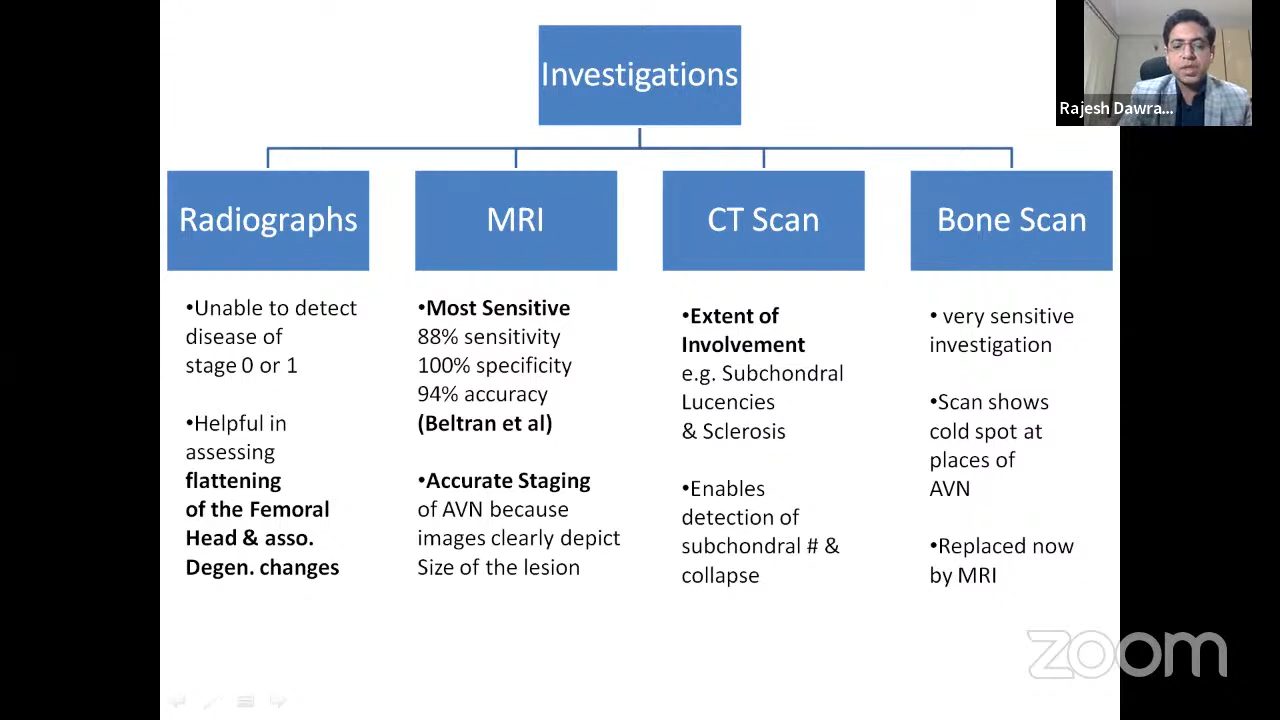 Investigations
Rajesh Dawra...
Radiographs
MRI
CT Scan
Bone Scan
•Unable to detect
disease of
stage 0 or 1
•Helpful in
assessing
flattening
of the Femoral
Head & asso.
Degen. changes
•Most Sensitive
88% sensitivity
100% specificity
94% accuracy
(Beltran et al)
•Accurate Staging
of AVN because
images clearly depict
Size of the lesion
•Extent of
Involvement
e.g. Subchondral
Lucencies
& Sclerosis
•Enables
detection of
subchondral # &
collapse
• very sensitive
investigation
•Scan shows
cold spot at
places of
AVN
•Replaced now
by MRI
zoom